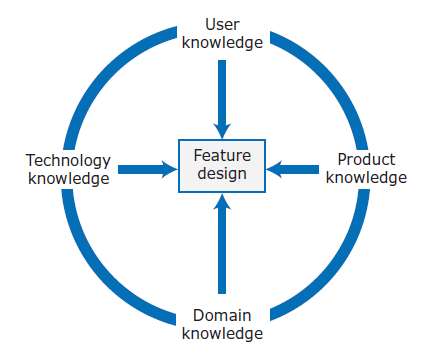 User
knowledge
Technology
knowledge
Feature
design
Product
knowledge
Domain
knowledge